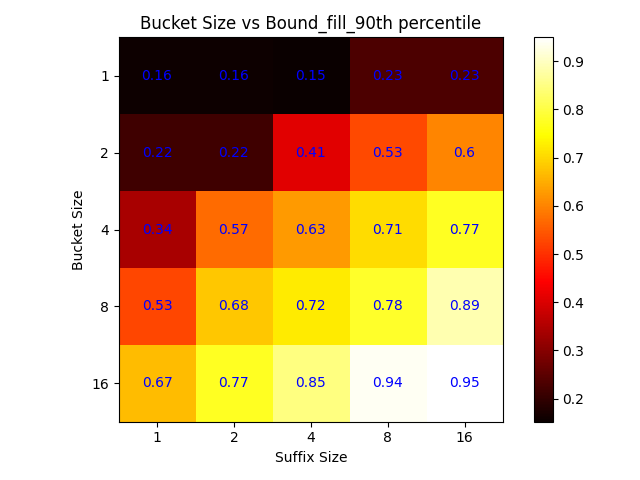 Bucket Size vs Bound_fill_90th percentile
1 0.16 0.16 0.15 0.23 0.23
2 0.22 0.22 0.41 0.53 0.6
4 0.34 0.57 0.63 0.71 0.77
8 0.53 0.68 0.72 0.78 0.89
16 0.67 0.77 0.85 0.94 0.95
1 2 4 8 16
Suffix Size
Bucket Size
0.9
0.8
0.7
0.6
0.5
0.4
0.3
0.2